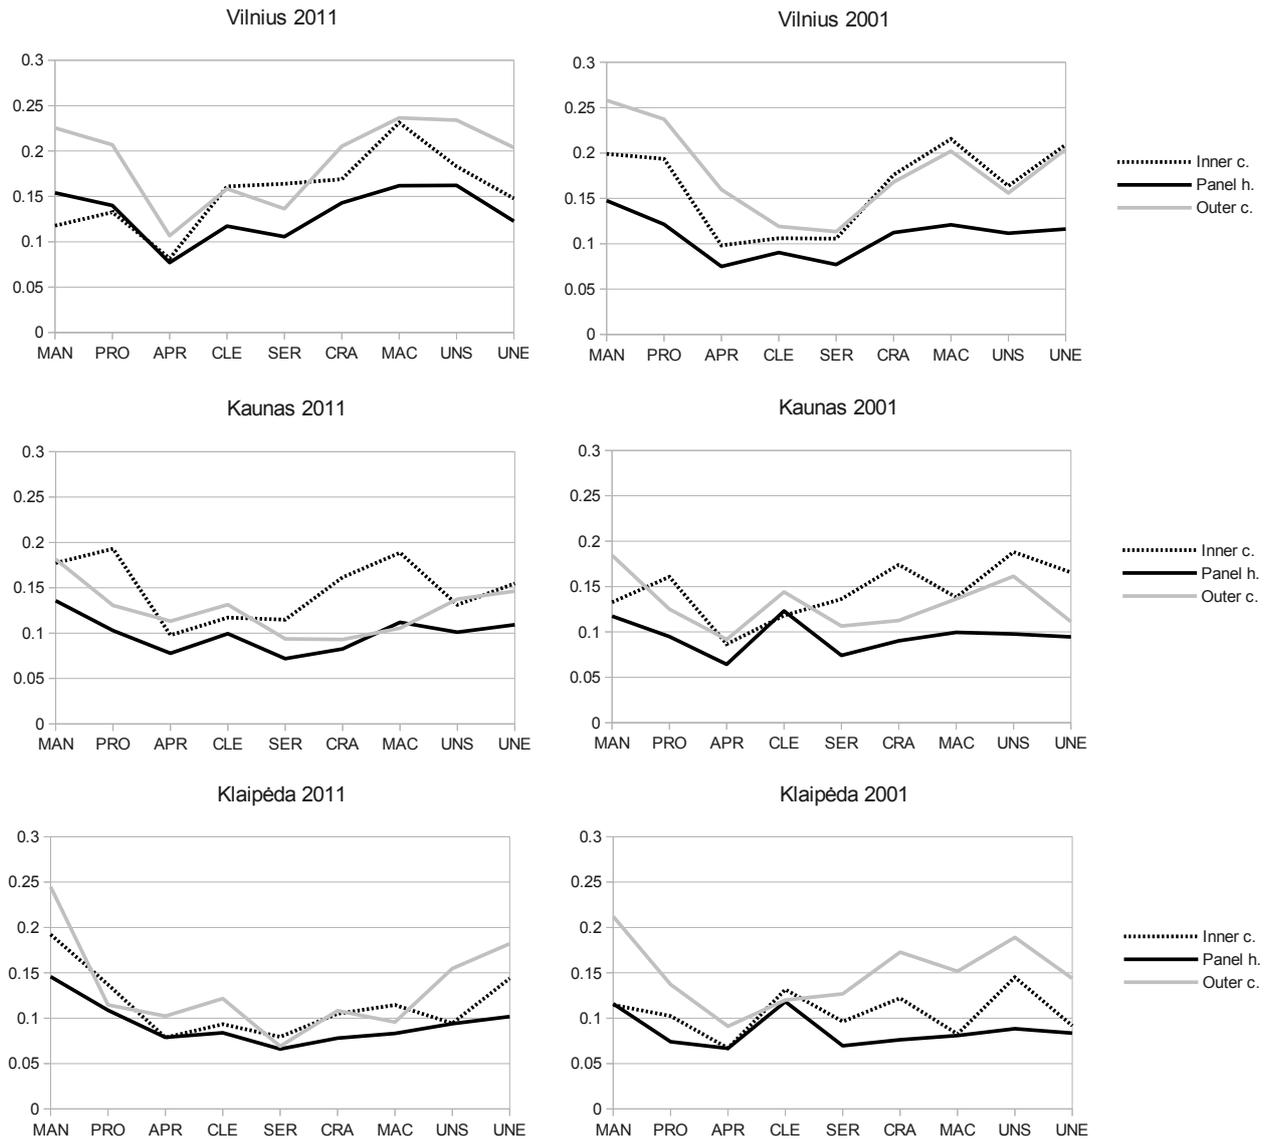 Vilnius 2011
0.3
0.25
0.2
0.15
0.1
0.05
0
MAN PRO APR CLE SER CRA MAC UNS UNE
Vilnius 2001
0.3
0.25
0.2
0.15
0.1
0.05
0
MAN PRO APR CLE SER CRA MAC UNS UNE
Inner c.
Panel h.
Outer c.
Kaunas 2011
0.3
0.25
0.2
0.15
0.1
0.05
0
MAN PRO APR CLE SER CRA MAC UNS UNE
Kaunas 2001
0.3
0.25
0.2
0.15
0.1
0.05
0
MAN PRO APR CLE SER CRA MAC UNS UNE
Inner c.
Panel h.
Outer c.
Klaipėda 2011
0.3
0.25
0.2
0.15
0.1
0.05
0
MAN PRO APR CLE SER CRA MAC UNS UNE
Klaipėda 2001
0.3
0.25
0.2
0.15
0.1
0.05
0
MAN PRO APR CLE SER CRA MAC UNS UNE
Inner c.
Panel h.
Outer c.